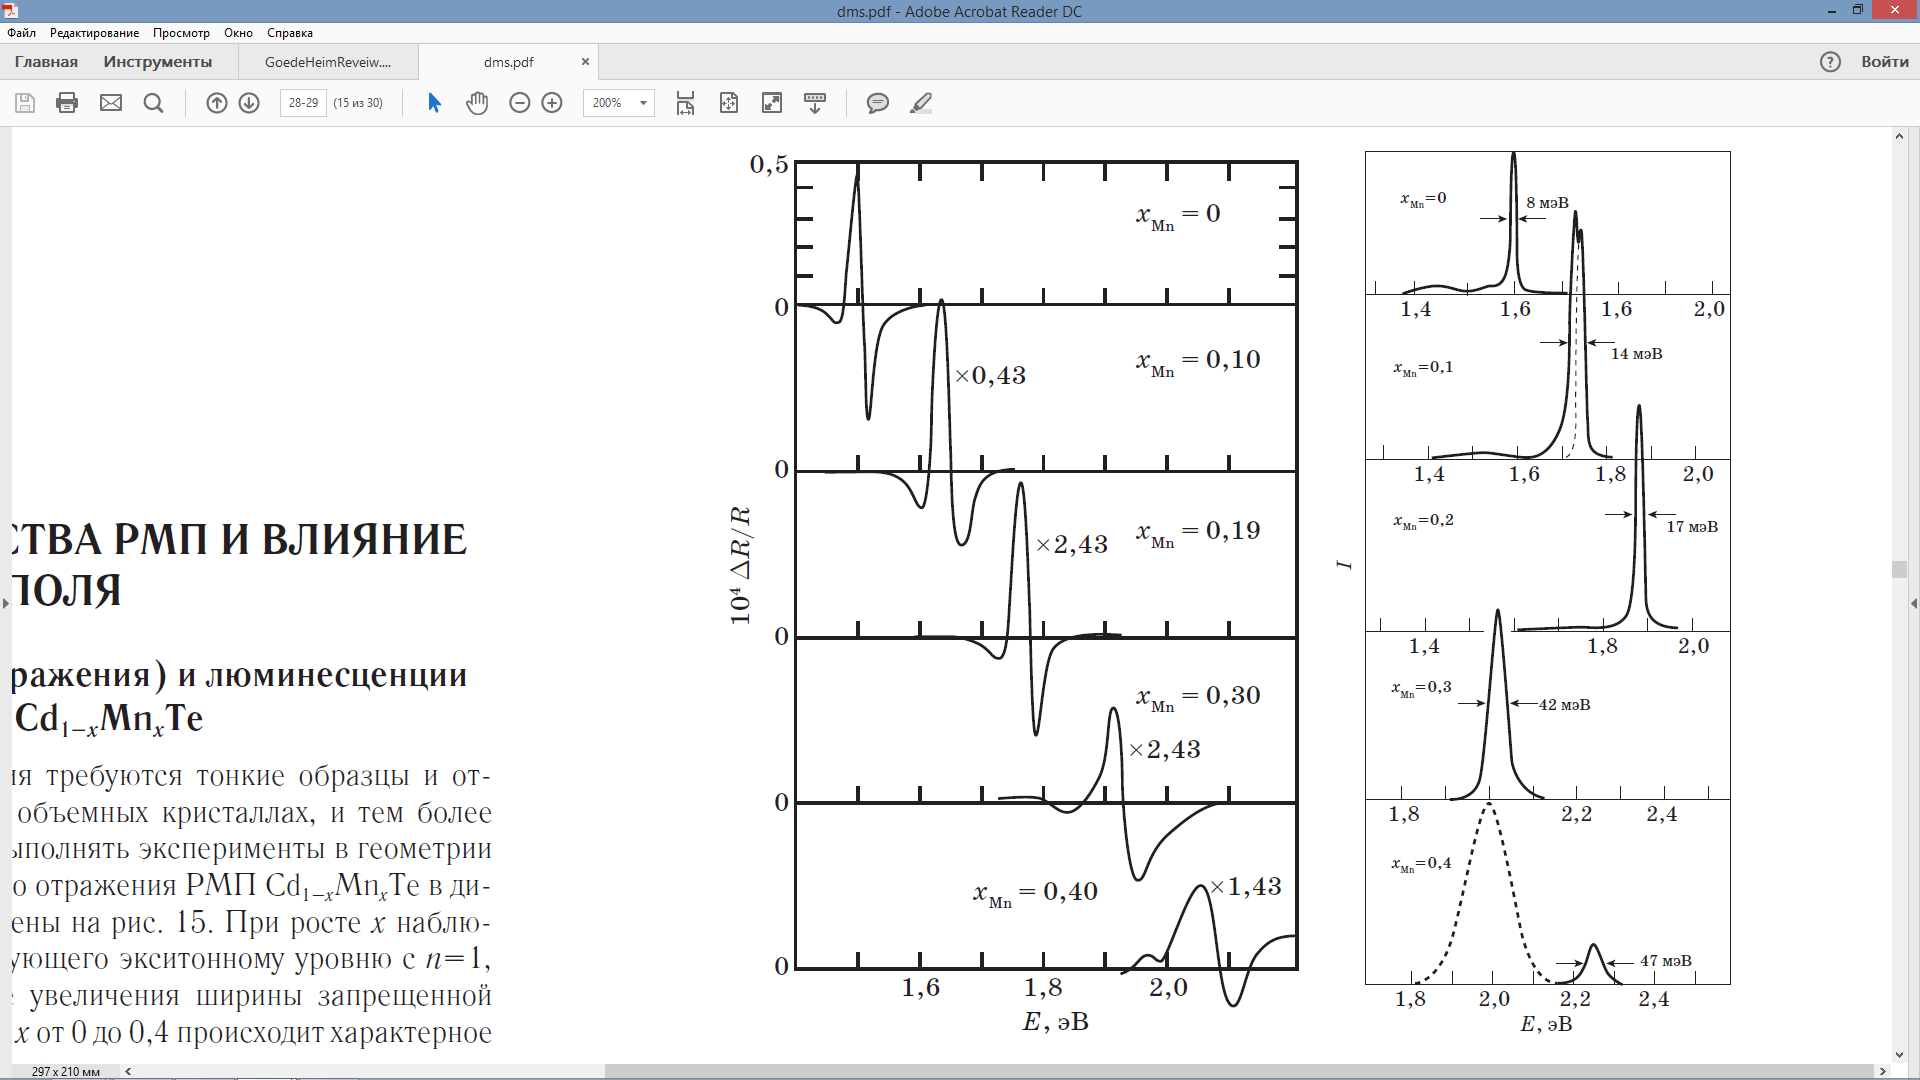 dms.pdf - Adobe Acrobat Reader DC
Файл Редактирование Просмотр Окно Справка
Главная Инструменты GoedeHeimReveiw.... dms.pdf × Войти
28-29 (15 из 30) 200%
СТВА РМП И ВЛИЯНИЕ
ПОЛЯ
ражения) и люминесценции
Cd1−xMnxTe
ия требуются тонкие образцы и от-
объемных кристаллах, и тем более
ыполнять эксперименты в геометрии
о отражения РМП Cd1−xMnxTe в ди-
ены на рис. 15. При росте x наблю-
ующего экситонному уровню с n=1,
е увеличения ширины запрещенной
x от 0 до 0,4 происходит характерное
0,5
xMn = 0
0
xMn = 0,10
×0,43
0
xMn = 0,19
×2,43
0
xMn = 0,30
×2,43
0
xMn = 0,40
×1,43
0
10⁴ ΔR/R
1,6 1,8 2,0
E, эВ
xMn=0
8 мэВ
1,4 1,6 1,6 2,0
14 мэВ
xMn=0,1
1,4 1,6 1,8 2,0
xMn=0,2
17 мэВ
I
1,4 1,8 2,0
xMn=0,3
42 мэВ
1,8 2,2 2,4
xMn=0,4
47 мэВ
1,8 2,0 2,2 2,4
E, эВ
297 x 210 мм